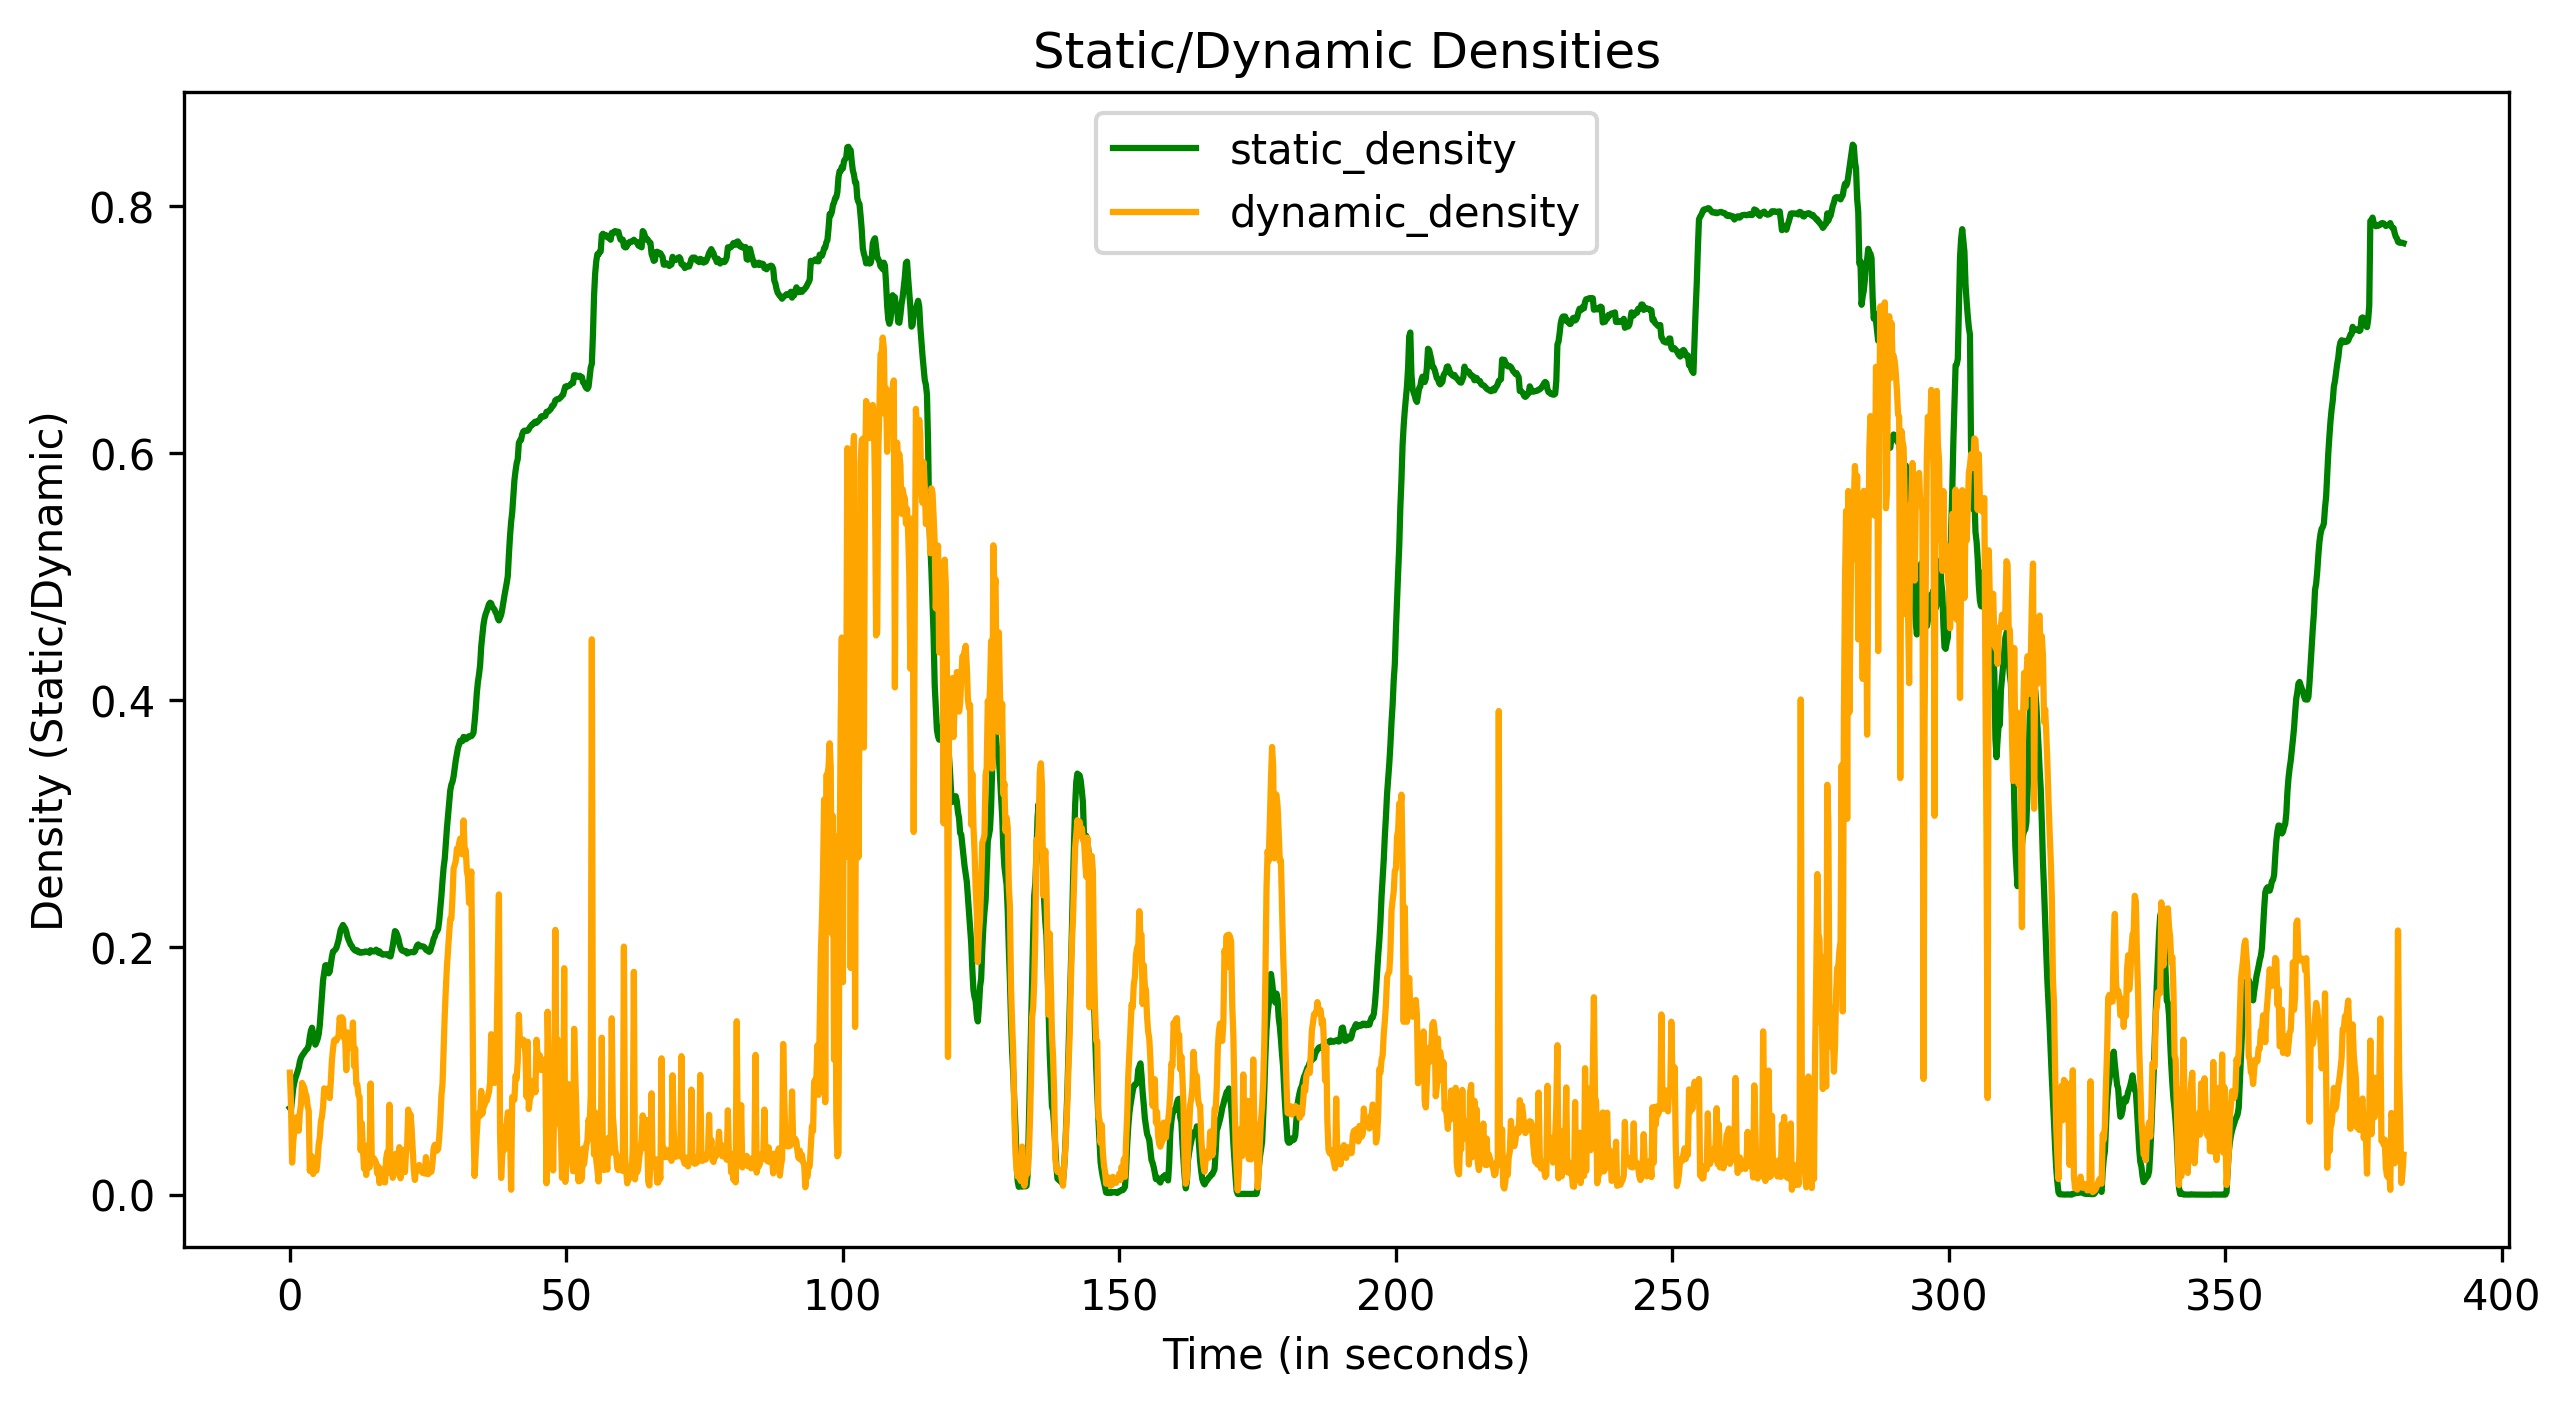 Static/Dynamic Densities
static_density
dynamic_density
Density (Static/Dynamic)
0.8
0.6
0.4
0.2
0.0
0 50 100 150 200 250 300 350 400
Time (in seconds)